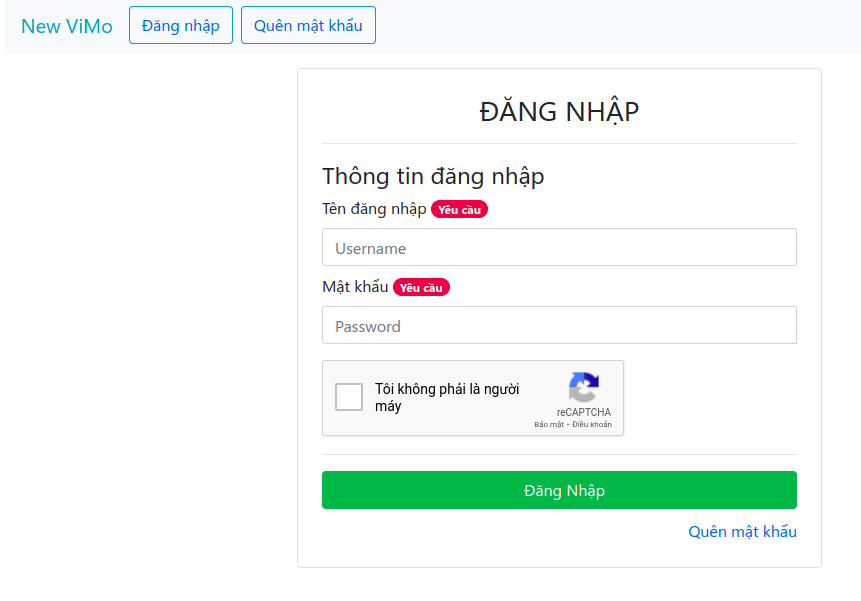 New ViMo Đăng nhập Quên mật khẩu
ĐĂNG NHẬP
Thông tin đăng nhập
Tên đăng nhập Yêu cầu
Username
Mật khẩu Yêu cầu
Password
Tôi không phải là người
máy
reCAPTCHA
Bảo mật - Điều khoản
Đăng Nhập
Quên mật khẩu